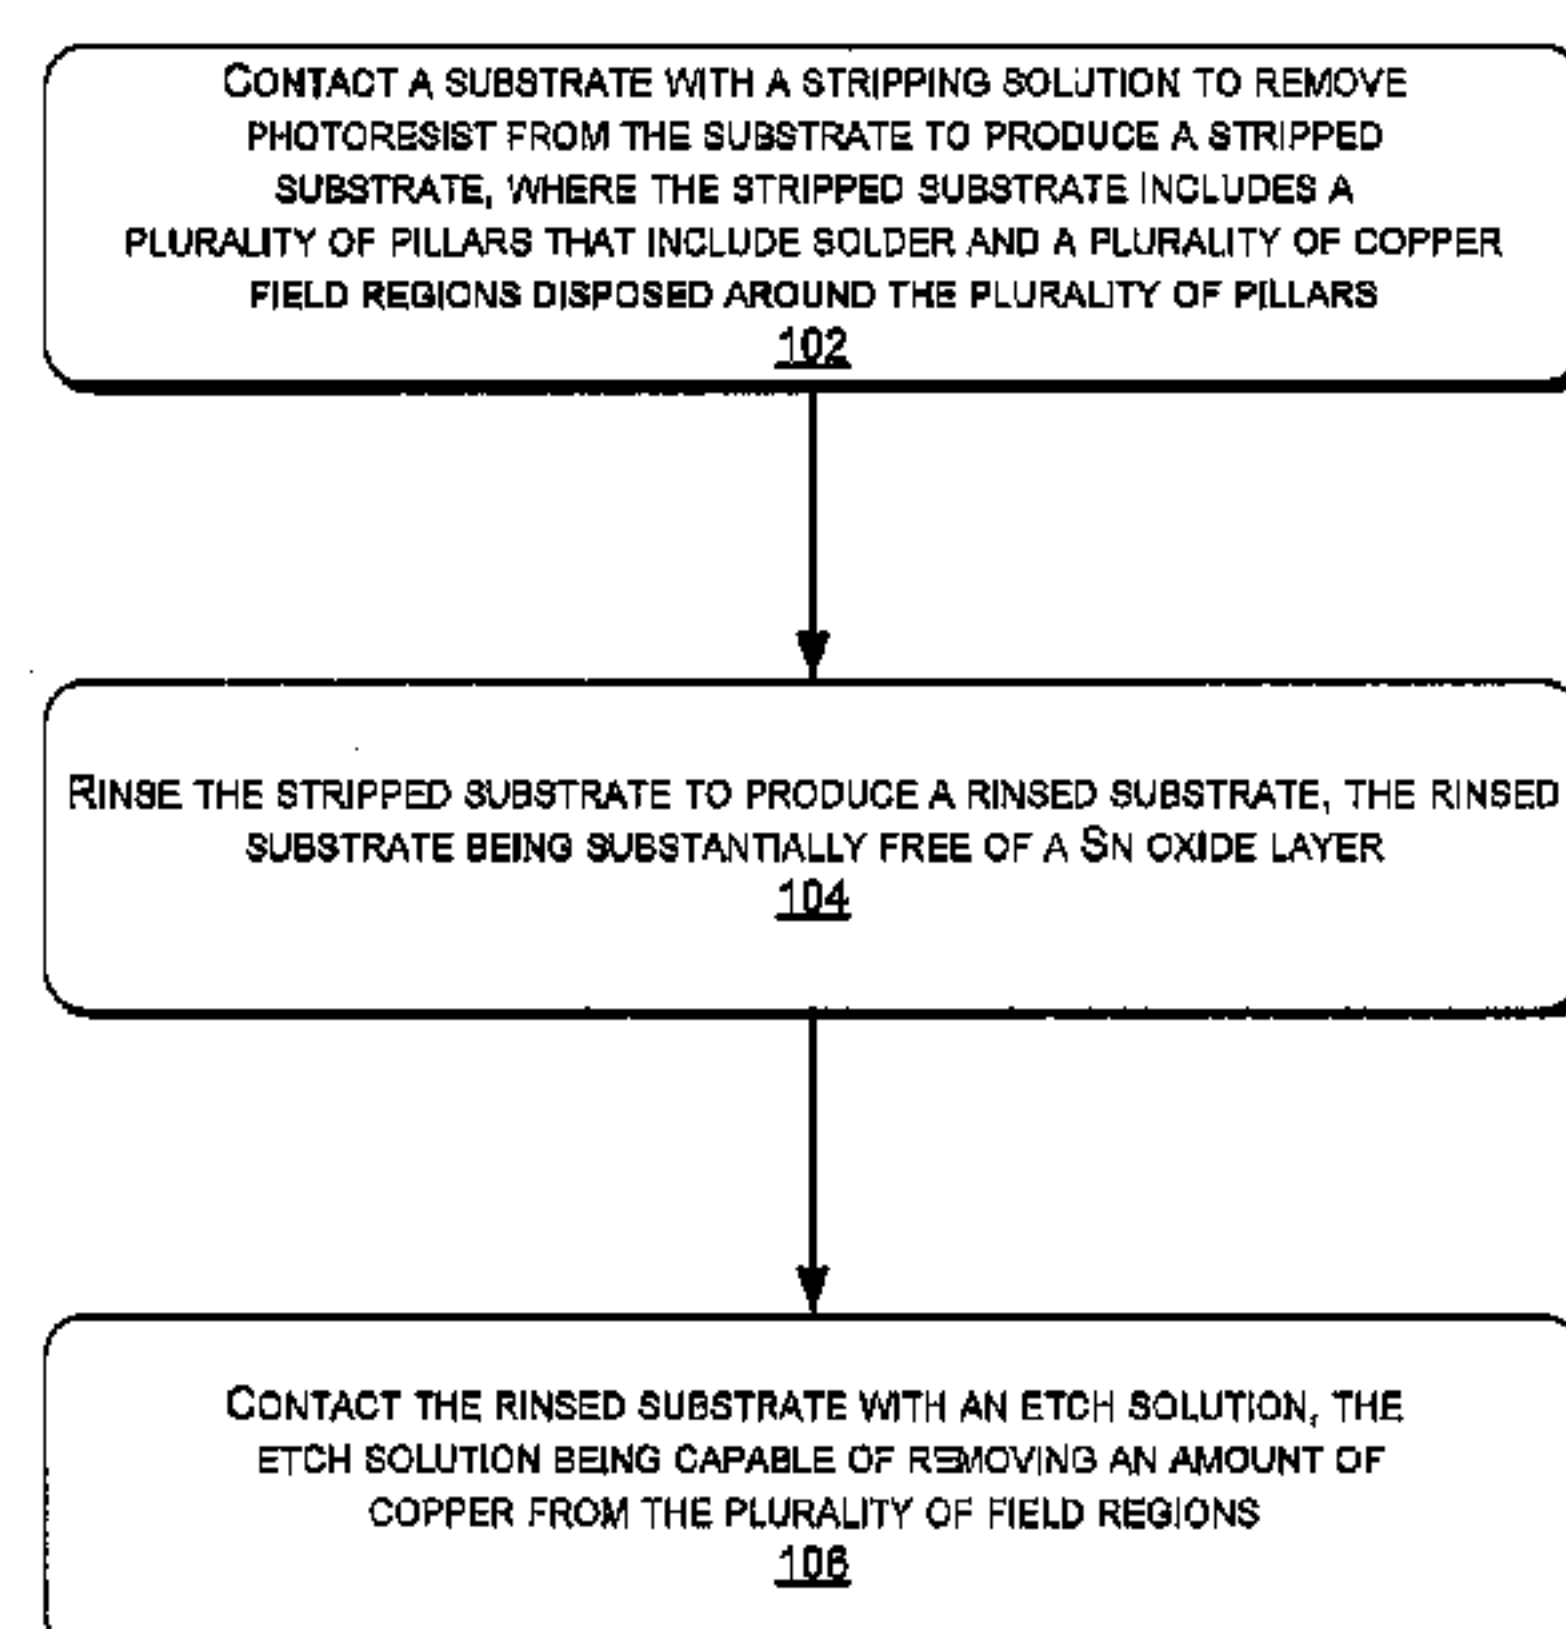 CONTACT A SUBSTRATE WITH A STRIPPING SOLUTION TO REMOVE
PHOTORESIST FROM THE SUBSTRATE TO PRODUCE A STRIPPED
SUBSTRATE, WHERE THE STRIPPED SUBSTRATE INCLUDES A
PLURALITY OF PILLARS THAT INCLUDE SOLDER AND A PLURALITY OF COPPER
FIELD REGIONS DISPOSED AROUND THE PLURALITY OF PILLARS
102
RINSE THE STRIPPED SUBSTRATE TO PRODUCE A RINSED SUBSTRATE, THE RINSED
SUBSTRATE BEING SUBSTANTIALLY FREE OF A SN OXIDE LAYER
104
CONTACT THE RINSED SUBSTRATE WITH AN ETCH SOLUTION, THE
ETCH SOLUTION BEING CAPABLE OF REMOVING AN AMOUNT OF
COPPER FROM THE PLURALITY OF FIELD REGIONS
106